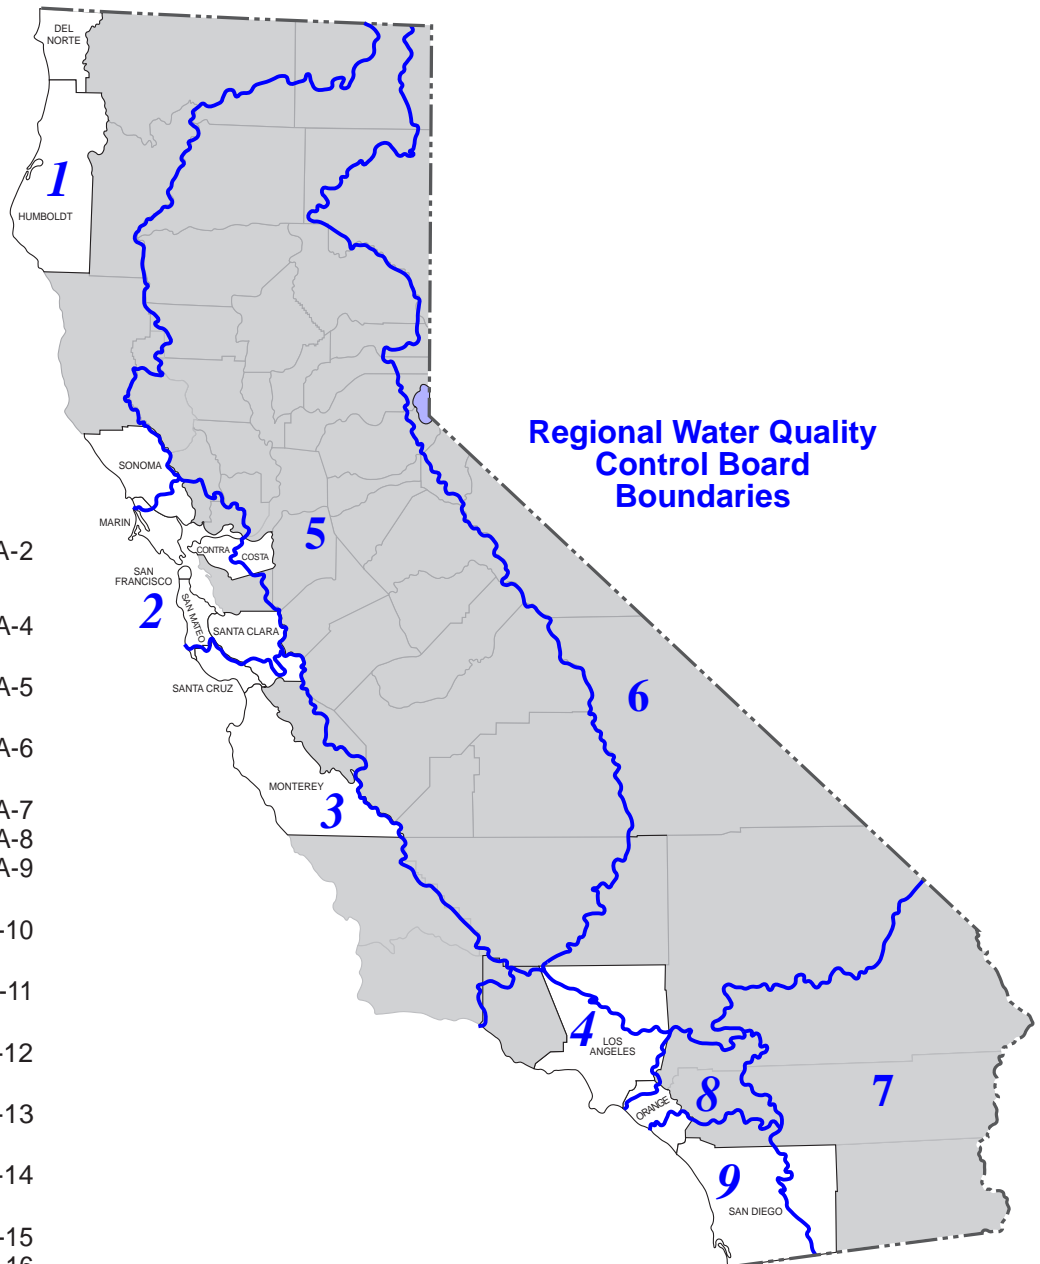 DEL
NORTE
1
HUMBOLDT
Regional Water Quality
Control Board
Boundaries
SONOMA
MARIN
5
CONTRA
COSTA
A-2
SAN
FRANCISCO
2
SAN MATEO
A-4
SANTA CLARA
A-5
SANTA CRUZ
6
A-6
MONTEREY
3
A-7
A-8
A-9
-10
-11
4
LOS
ANGELES
-12
8
7
ORANGE
-13
-14
9
SAN DIEGO
-15
-16